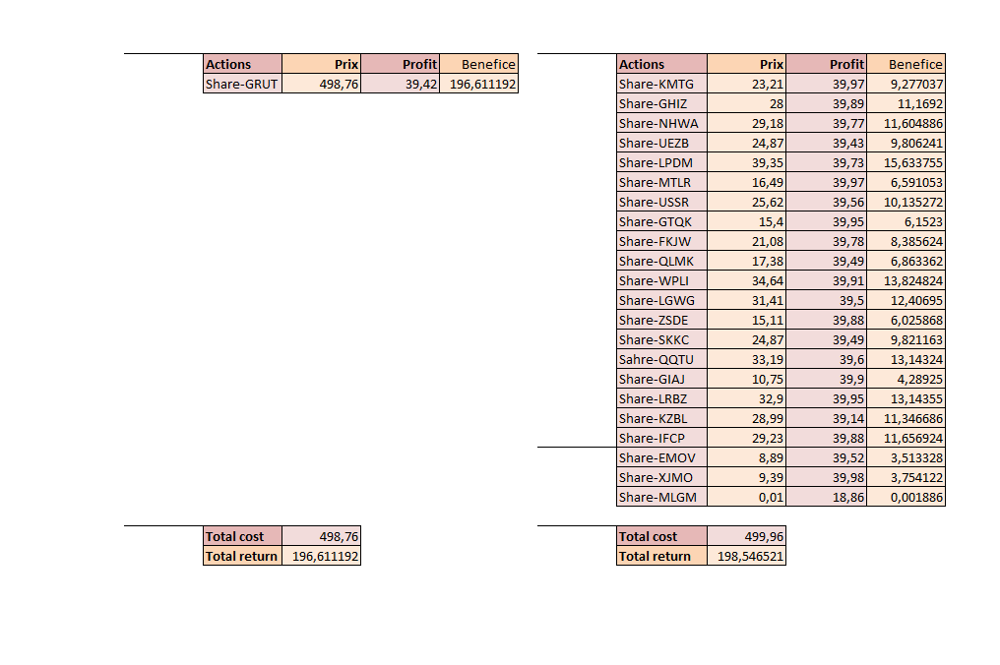 Actions Prix Profit Benefice
Share-GRUT 498,76 39,42 196,611192
Total cost 498,76
Total return 196,611192
Actions Prix Profit Benefice
Share-KMTG 23,21 39,97 9,277037
Share-GHIZ 28 39,89 11,1692
Share-NHWA 29,18 39,77 11,604886
Share-UEZB 24,87 39,43 9,806241
Share-LPDM 39,35 39,73 15,633755
Share-MTLR 16,49 39,97 6,591053
Share-USSR 25,62 39,56 10,135272
Share-GTQK 15,4 39,95 6,1523
Share-FKJW 21,08 39,78 8,385624
Share-QLMK 17,38 39,49 6,863362
Share-WPLI 34,64 39,91 13,824824
Share-LGWG 31,41 39,5 12,40695
Share-ZSDE 15,11 39,88 6,025868
Share-SKKC 24,87 39,49 9,821163
Sahre-QQTU 33,19 39,6 13,14324
Share-GIAJ 10,75 39,9 4,28925
Share-LRBZ 32,9 39,95 13,14355
Share-KZBL 28,99 39,14 11,346686
Share-IFCP 29,23 39,88 11,656924
Share-EMOV 8,89 39,52 3,513328
Share-XJMO 9,39 39,98 3,754122
Share-MLGM 0,01 18,86 0,001886
Total cost 499,96
Total return 198,546521